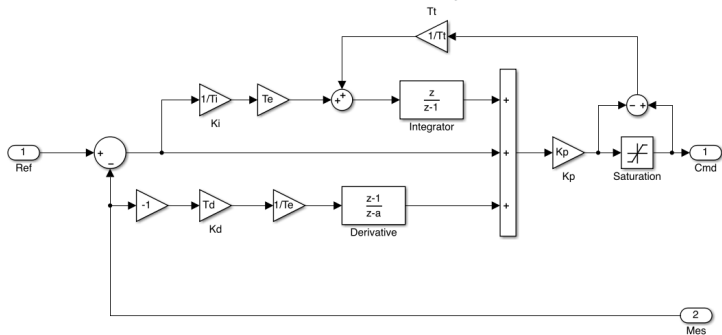 Tt
1/Tt
1/Ti
Te
+
+
z
z-1
+
Ki
Integrator
- +
1
Ref
+
−
+
Kp
Kp
Saturation
1
Cmd
-1
Td
1/Te
z-1
z-a
+
Kd
Derivative
2
Mes